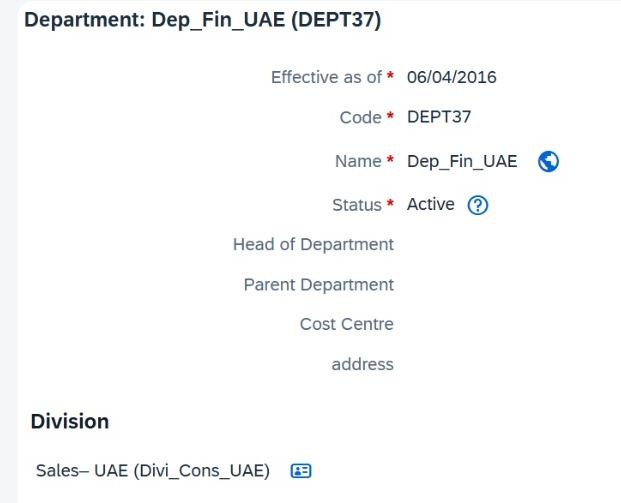 Department: Dep_Fin_UAE (DEPT37)
Effective as of * 06/04/2016
Code * DEPT37
Name * Dep_Fin_UAE
Status * Active ?
Head of Department
Parent Department
Cost Centre
address
Division
Sales– UAE (Divi_Cons_UAE)